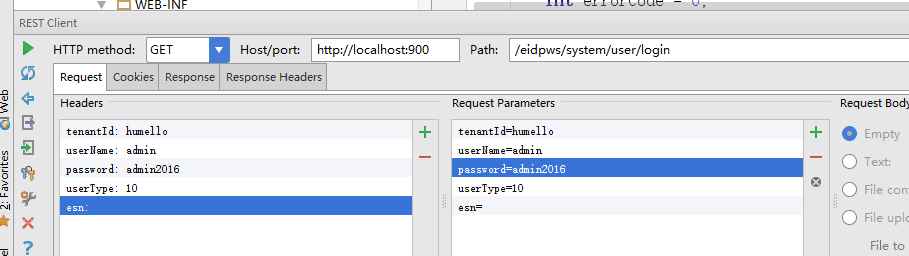 WEB-INF
int errorcode = 0;
REST Client
HTTP method: GET Host/port: http://localhost:900 Path: /eidpws/system/user/login
Request Cookies Response Response Headers
Headers
tenantId: humello
userName: admin
password: admin2016
userType: 10
esn:
Request Parameters
tenantId=humello
userName=admin
password=admin2016
userType=10
esn=
Request Body
Empty
Text:
File con
File uplo
File to
Web
2: Favorites